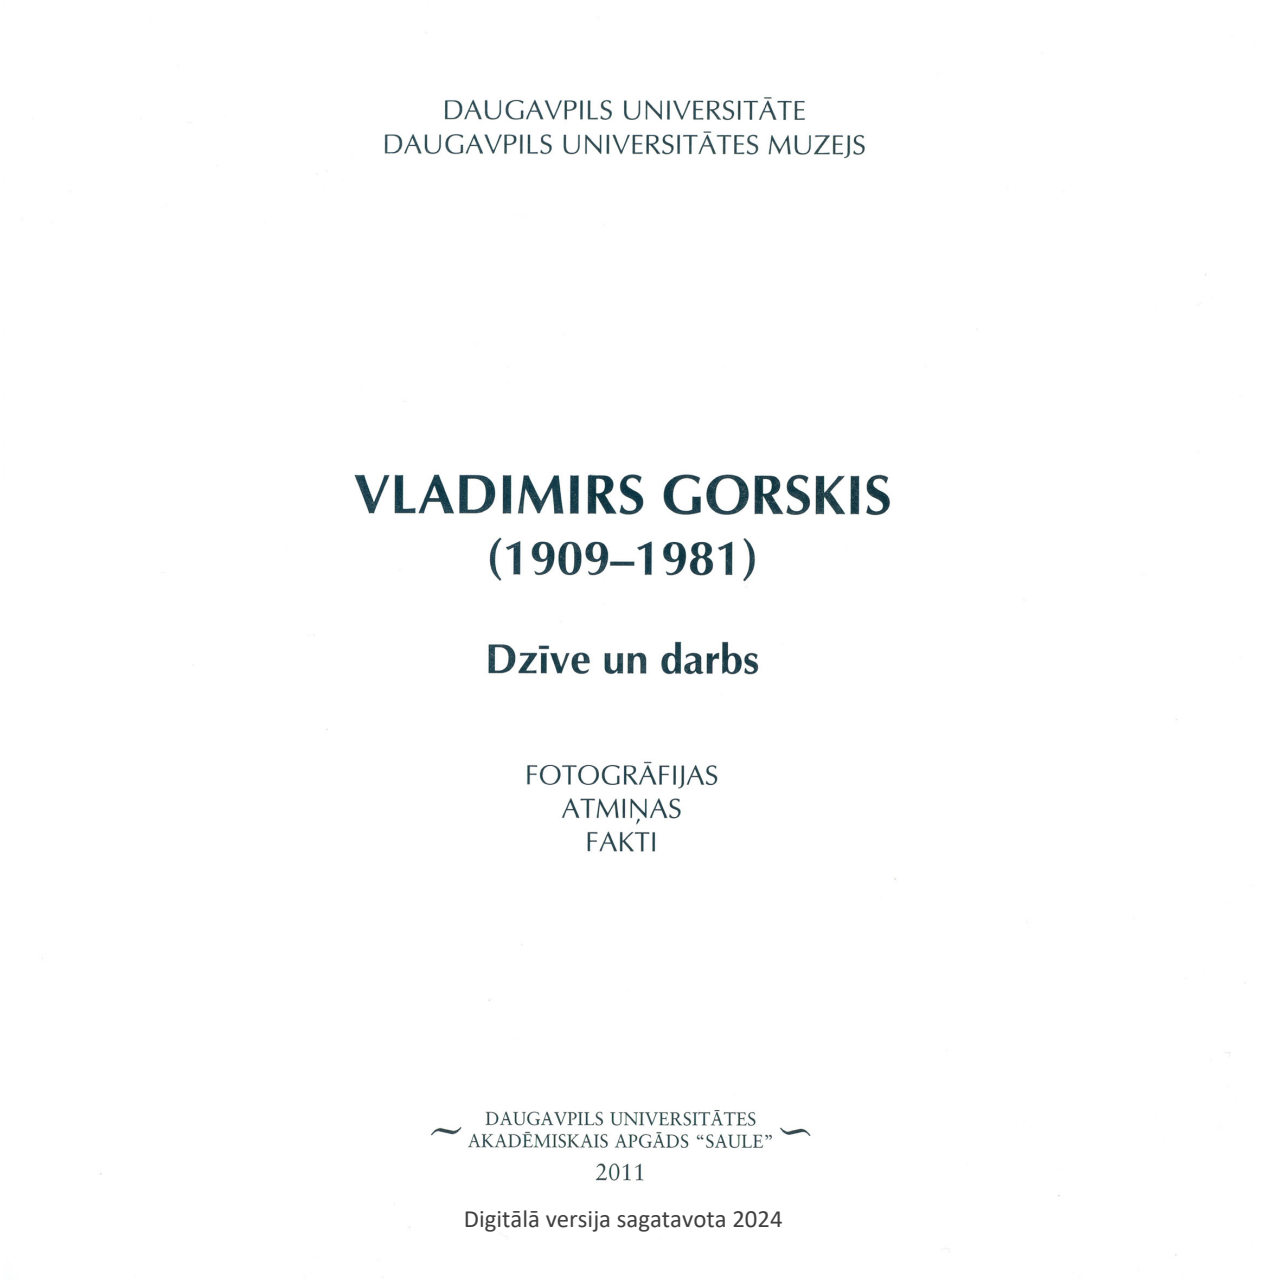 DAUGAVPILS UNIVERSITĀTE
DAUGAVPILS UNIVERSITĀTES MUZEJS
VLADIMIRS GORSKIS
(1909–1981)
Dzīve un darbs
FOTOGRĀFIJAS
ATMIŅAS
FAKTI
DAUGAVPILS UNIVERSITĀTES
AKADĒMISKAIS APGĀDS “SAULE”
2011
Digitālā versija sagatavota 2024